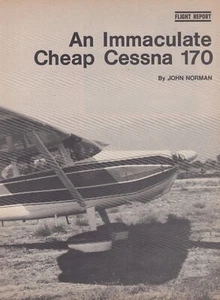 FLIGHT REPORT
An Immaculate
Cheap Cessna 170
By JOHN NORMAN